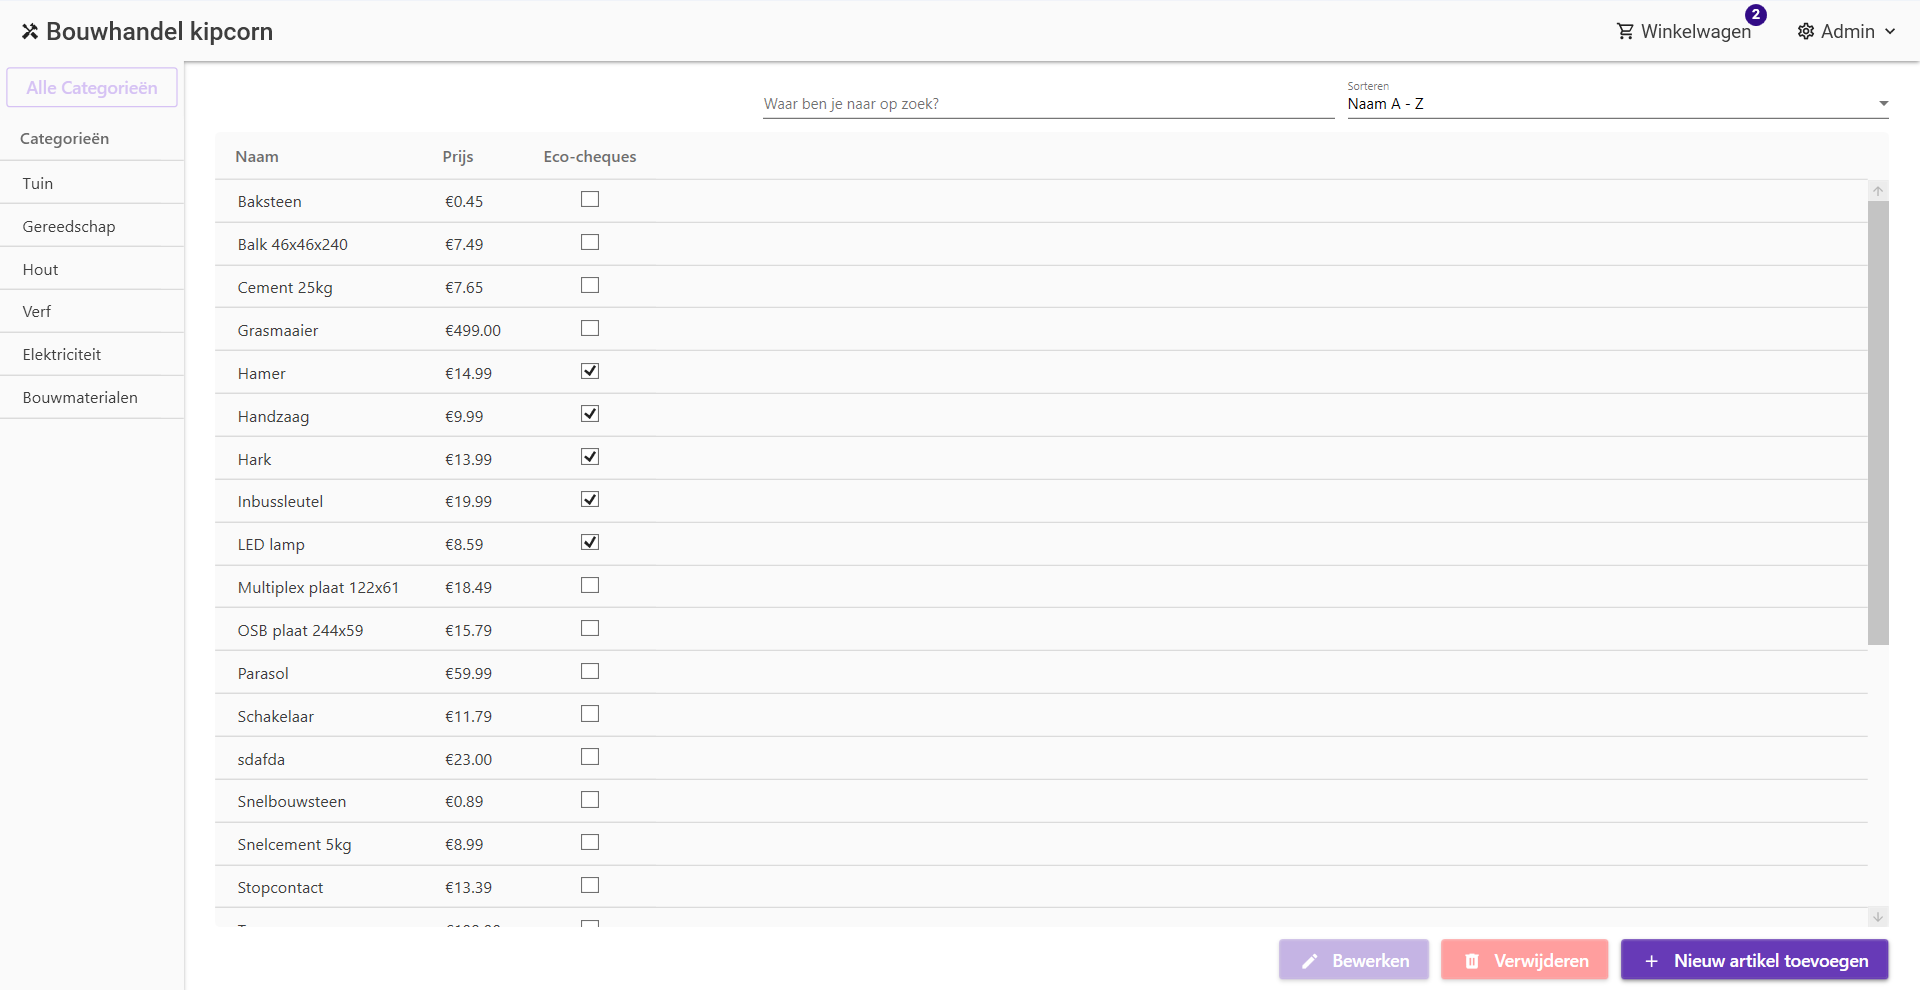 Bouwhandel kipcorn
Winkelwagen 2
Admin
Alle Categorieën
Categorieën
Tuin
Gereedschap
Hout
Verf
Elektriciteit
Bouwmaterialen
Waar ben je naar op zoek?
Sorteren
Naam A - Z
Naam Prijs Eco-cheques
Baksteen €0.45
Balk 46x46x240 €7.49
Cement 25kg €7.65
Grasmaaier €499.00
Hamer €14.99
Handzaag €9.99
Hark €13.99
Inbussleutel €19.99
LED lamp €8.59
Multiplex plaat 122x61 €18.49
OSB plaat 244x59 €15.79
Parasol €59.99
Schakelaar €11.79
sdafda €23.00
Snelbouwsteen €0.89
Snelcement 5kg €8.99
Stopcontact €13.39
Bewerken
Verwijderen
+ Nieuw artikel toevoegen